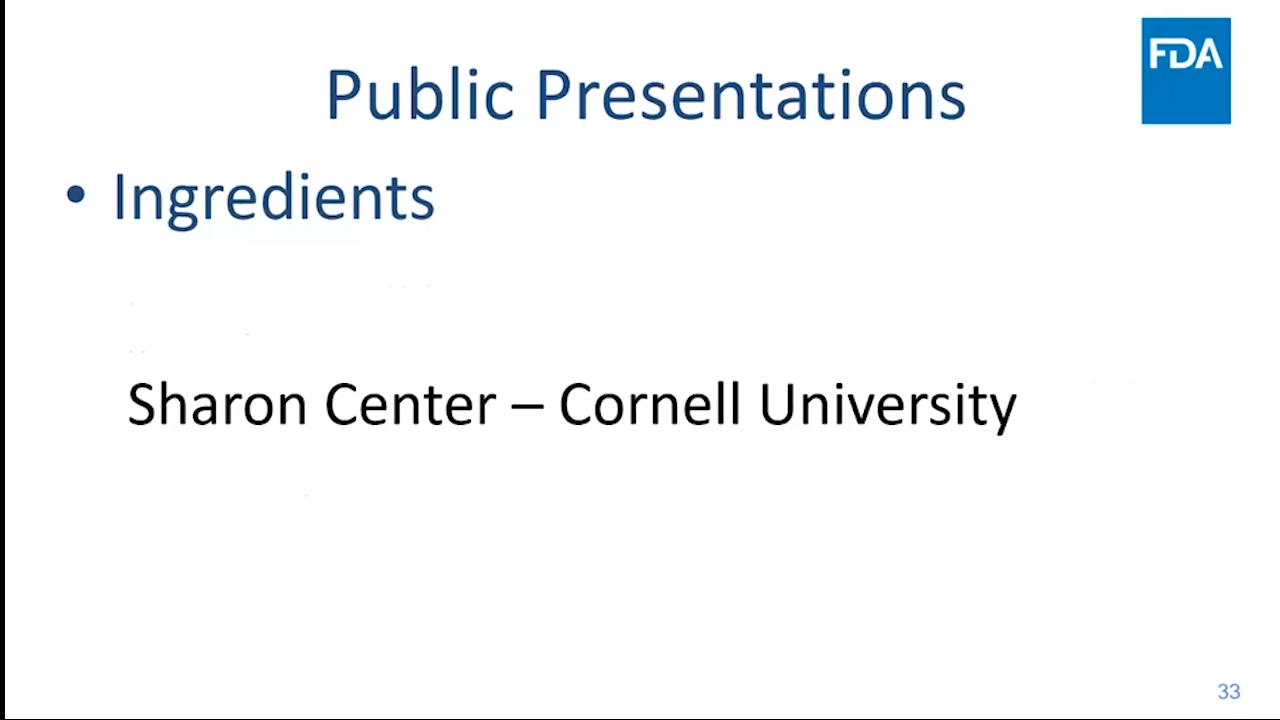 FDA
Public Presentations
• Ingredients
Sharon Center – Cornell University
33